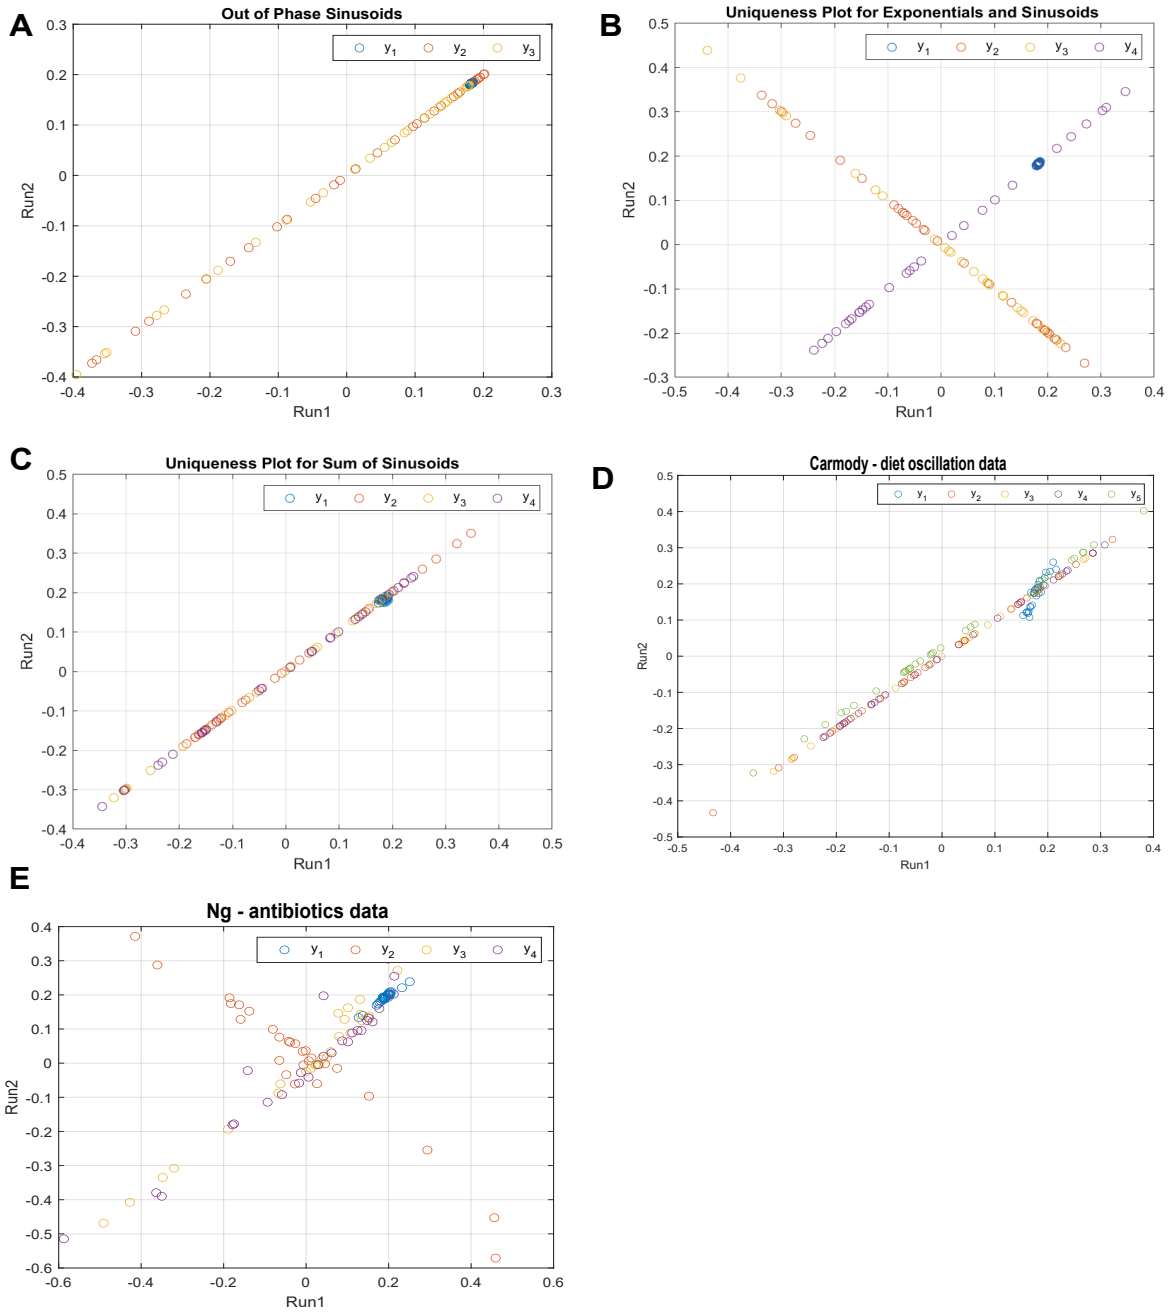 A
Out of Phase Sinusoids
y1 y2 y3
0.3
0.2
0.1
0
-0.1
-0.2
-0.3
-0.4
Run2
-0.4 -0.3 -0.2 -0.1 0 0.1 0.2 0.3
Run1
B
Uniqueness Plot for Exponentials and Sinusoids
y1 y2 y3 y4
0.5
0.4
0.3
0.2
0.1
0
-0.1
-0.2
-0.3
Run2
-0.5 -0.4 -0.3 -0.2 -0.1 0 0.1 0.2 0.3 0.4
Run1
C
Uniqueness Plot for Sum of Sinusoids
y1 y2 y3 y4
0.5
0.4
0.3
0.2
0.1
0
-0.1
-0.2
-0.3
-0.4
Run2
-0.4 -0.3 -0.2 -0.1 0 0.1 0.2 0.3 0.4 0.5
Run1
D
Carmody - diet oscillation data
y1 y2 y3 y4 y5
0.5
0.4
0.3
0.2
0.1
0
-0.1
-0.2
-0.3
-0.4
-0.5
Run2
-0.5 -0.4 -0.3 -0.2 -0.1 0 0.1 0.2 0.3 0.4
Run1
E
Ng - antibiotics data
y1 y2 y3 y4
0.4
0.3
0.2
0.1
0
-0.1
-0.2
-0.3
-0.4
-0.5
-0.6
Run2
-0.6 -0.4 -0.2 0 0.2 0.4 0.6
Run1